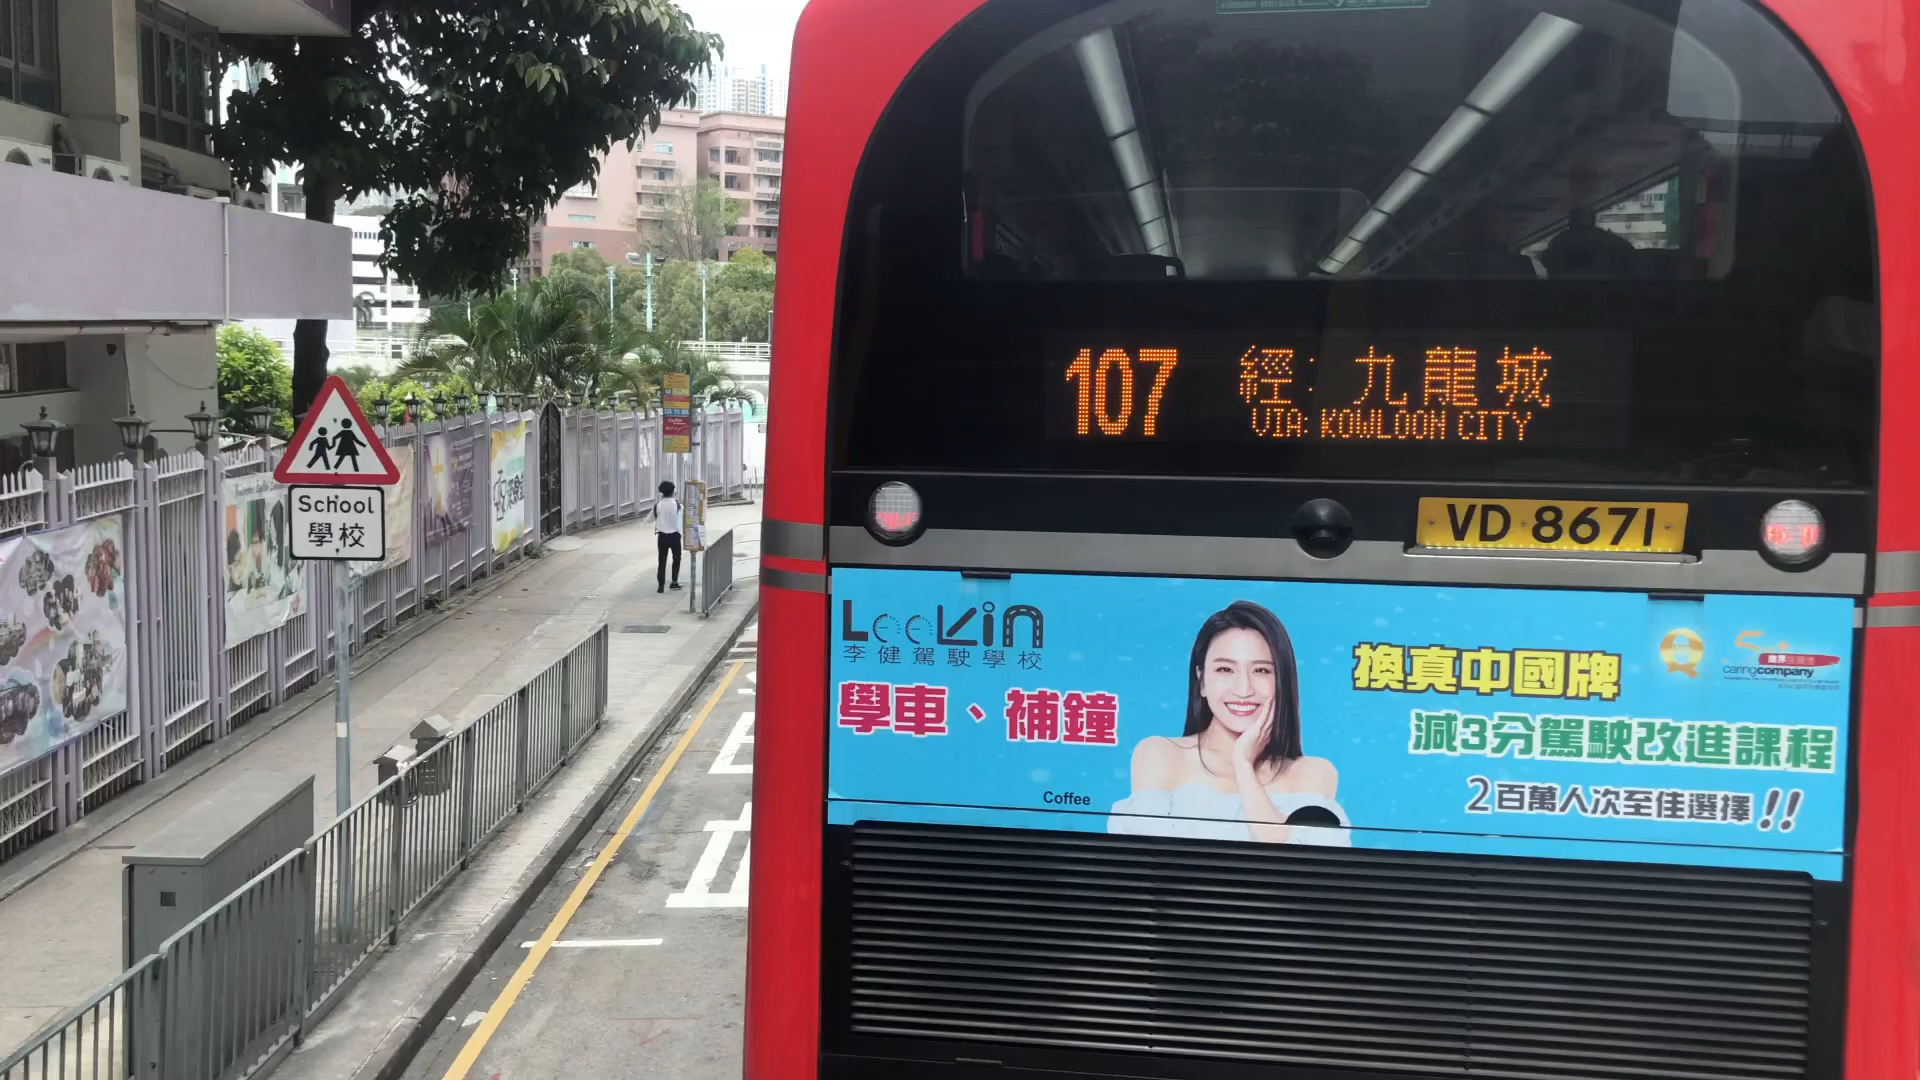 107 經: 九龍城
VIA: KOWLOON CITY
VD 8671
School
學校
LeeKin
李健駕駛學校
學車、補鐘
Coffee
換真中國牌
減3分駕駛改進課程
2百萬人次至佳選擇!!
caringcompany